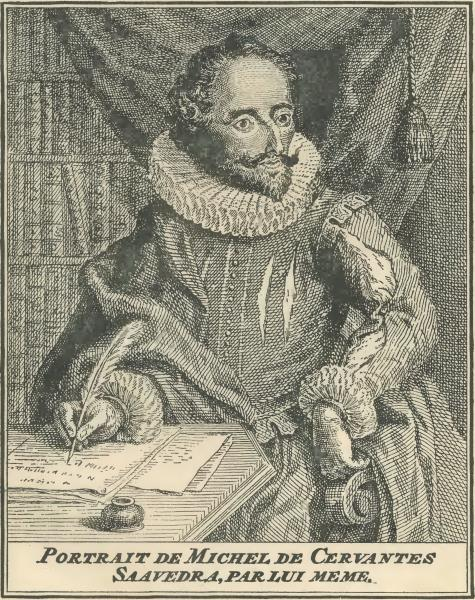 PORTRAIT DE MICHEL DE CERVANTES
SAAVEDRA, PAR LUI MEME.